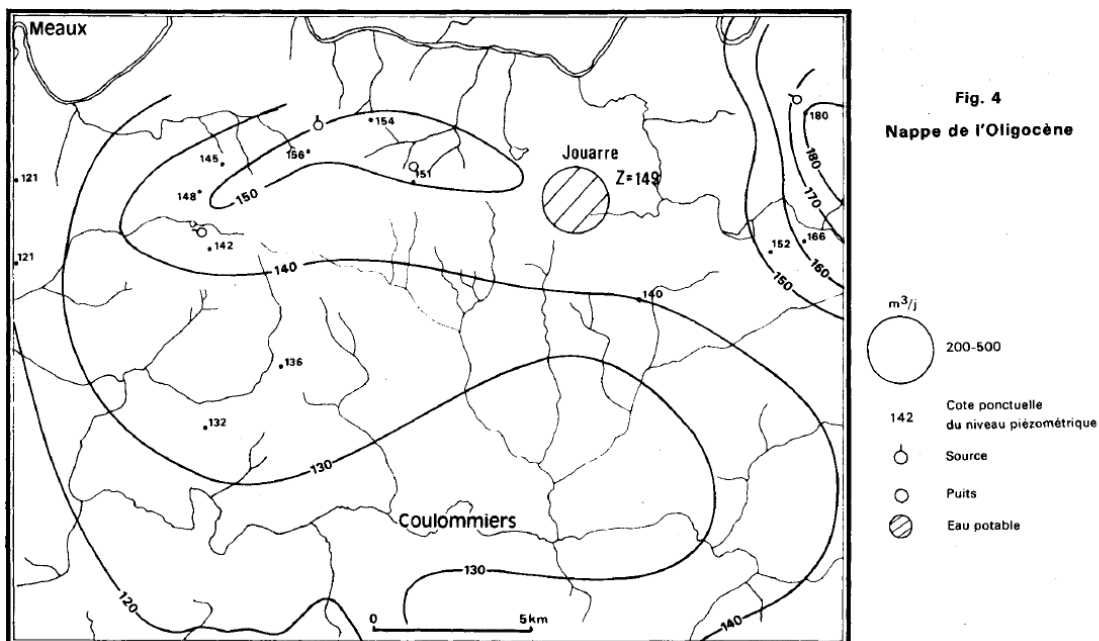 Meaux
154
180
145
156
Jouarre
151
180
121
Z=149
148
150
170
142
166
152
121
160
140
150
140
136
132
130
Coulommiers
130
120
0
5km
140
Fig. 4
Nappe de l'Oligocène
m³/j
200-500
142
Cote ponctuelle
du niveau piézométrique
Source
Puits
Eau potable